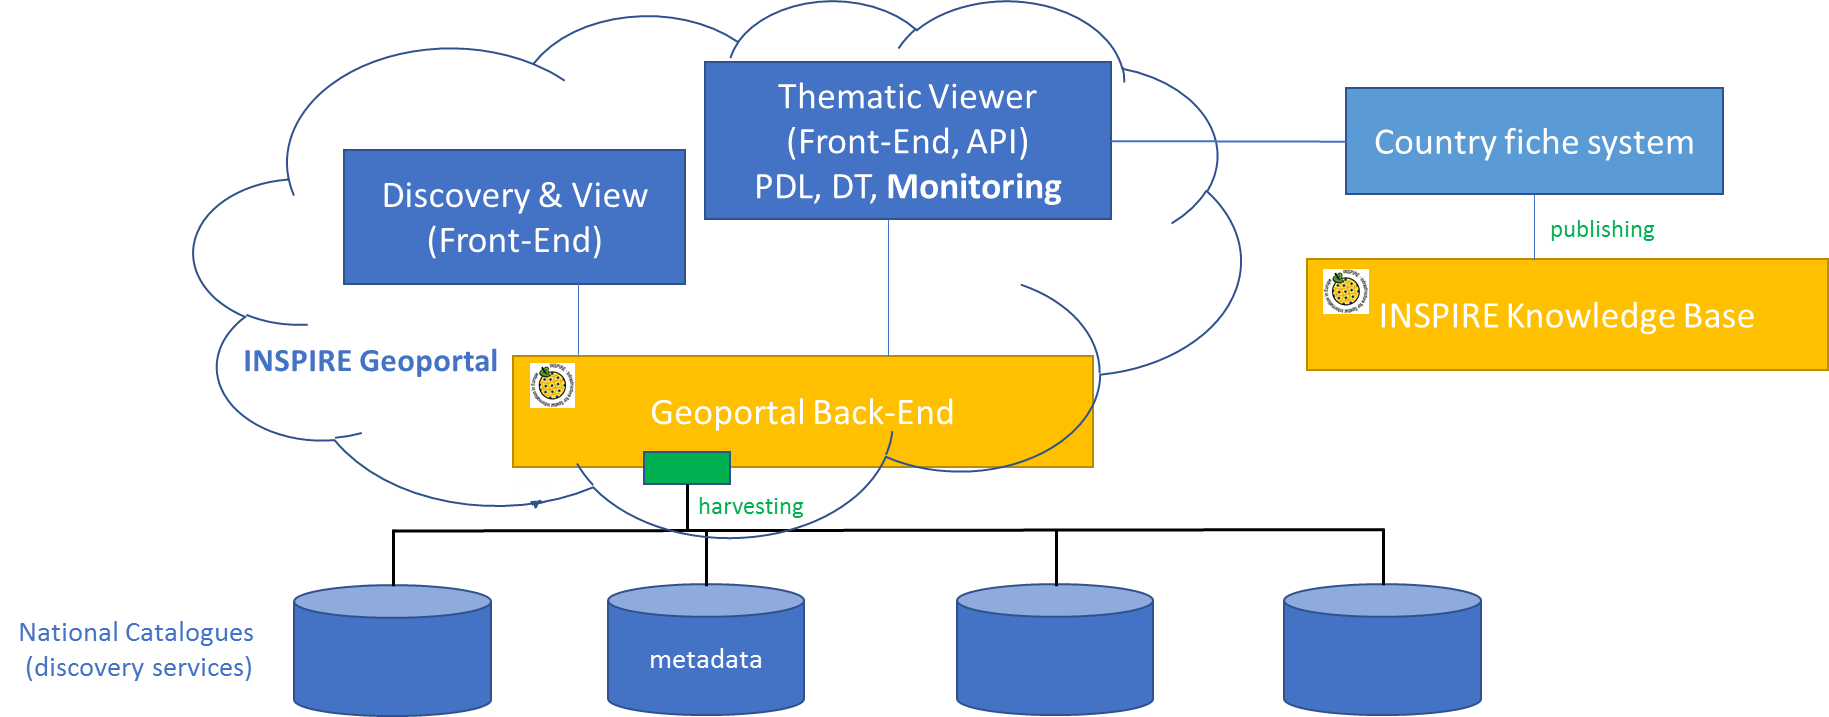 Thematic Viewer
(Front-End, API)
PDL, DT, Monitoring
Country fiche system
Discovery & View
(Front-End)
publishing
INSPIRE Knowledge Base
INSPIRE Geoportal
Geoportal Back-End
harvesting
National Catalogues
(discovery services)
metadata